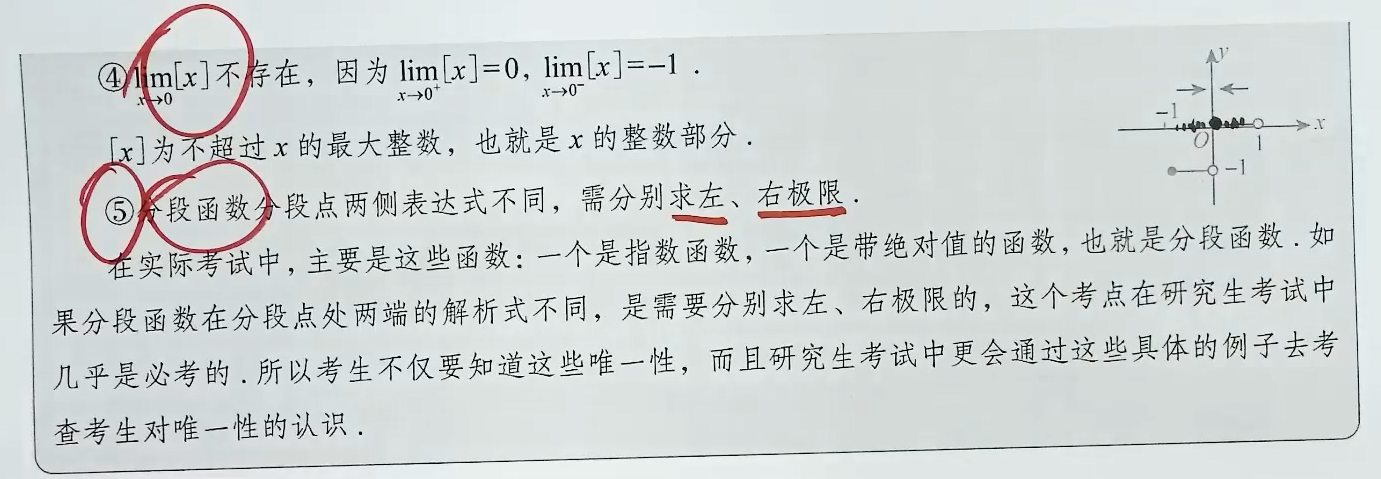 ④lim[x]不存在，因为 lim[x]=0，lim[x]=−1．
x→0 x→0⁺ x→0⁻
[x]为不超过 x 的最大整数，也就是 x 的整数部分．
⑤分段函数分段点两侧表达式不同，需分别求左、右极限．
在实际考试中，主要是这些函数：一个是指数函数，一个是带绝对值的函数，也就是分段函数．如
果分段函数在分段点处两端的解析式不同，是需要分别求左、右极限的，这个考点在研究生考试中
几乎是必考的．所以考生不仅要知道这些唯一性，而且研究生考试中更会通过这些具体的例子去考
查考生对唯一性的认识．
y
−1
O
1
x
−1